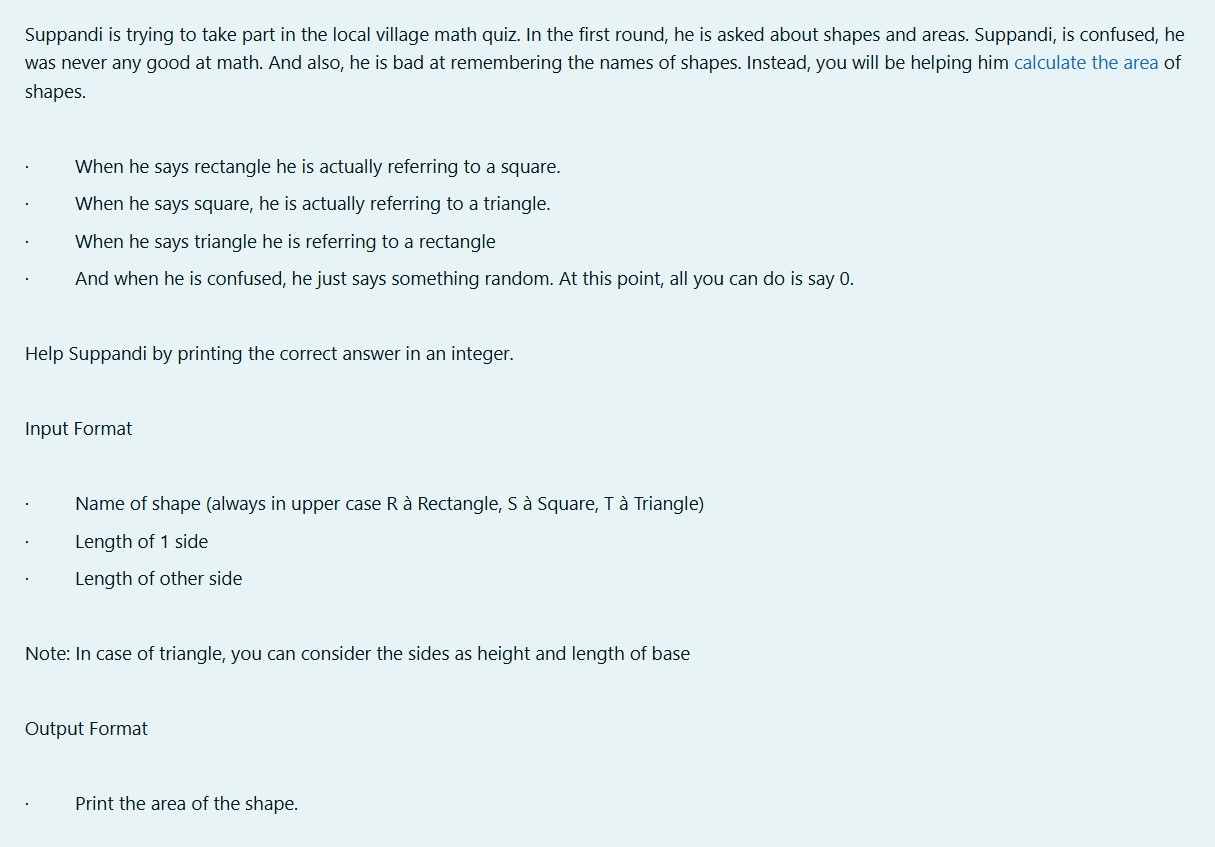 Suppandi is trying to take part in the local village math quiz. In the first round, he is asked about shapes and areas. Suppandi, is confused, he
was never any good at math. And also, he is bad at remembering the names of shapes. Instead, you will be helping him calculate the area of
shapes.
· When he says rectangle he is actually referring to a square.
· When he says square, he is actually referring to a triangle.
· When he says triangle he is referring to a rectangle
· And when he is confused, he just says something random. At this point, all you can do is say 0.
Help Suppandi by printing the correct answer in an integer.
Input Format
· Name of shape (always in upper case R à Rectangle, S à Square, T à Triangle)
· Length of 1 side
· Length of other side
Note: In case of triangle, you can consider the sides as height and length of base
Output Format
· Print the area of the shape.